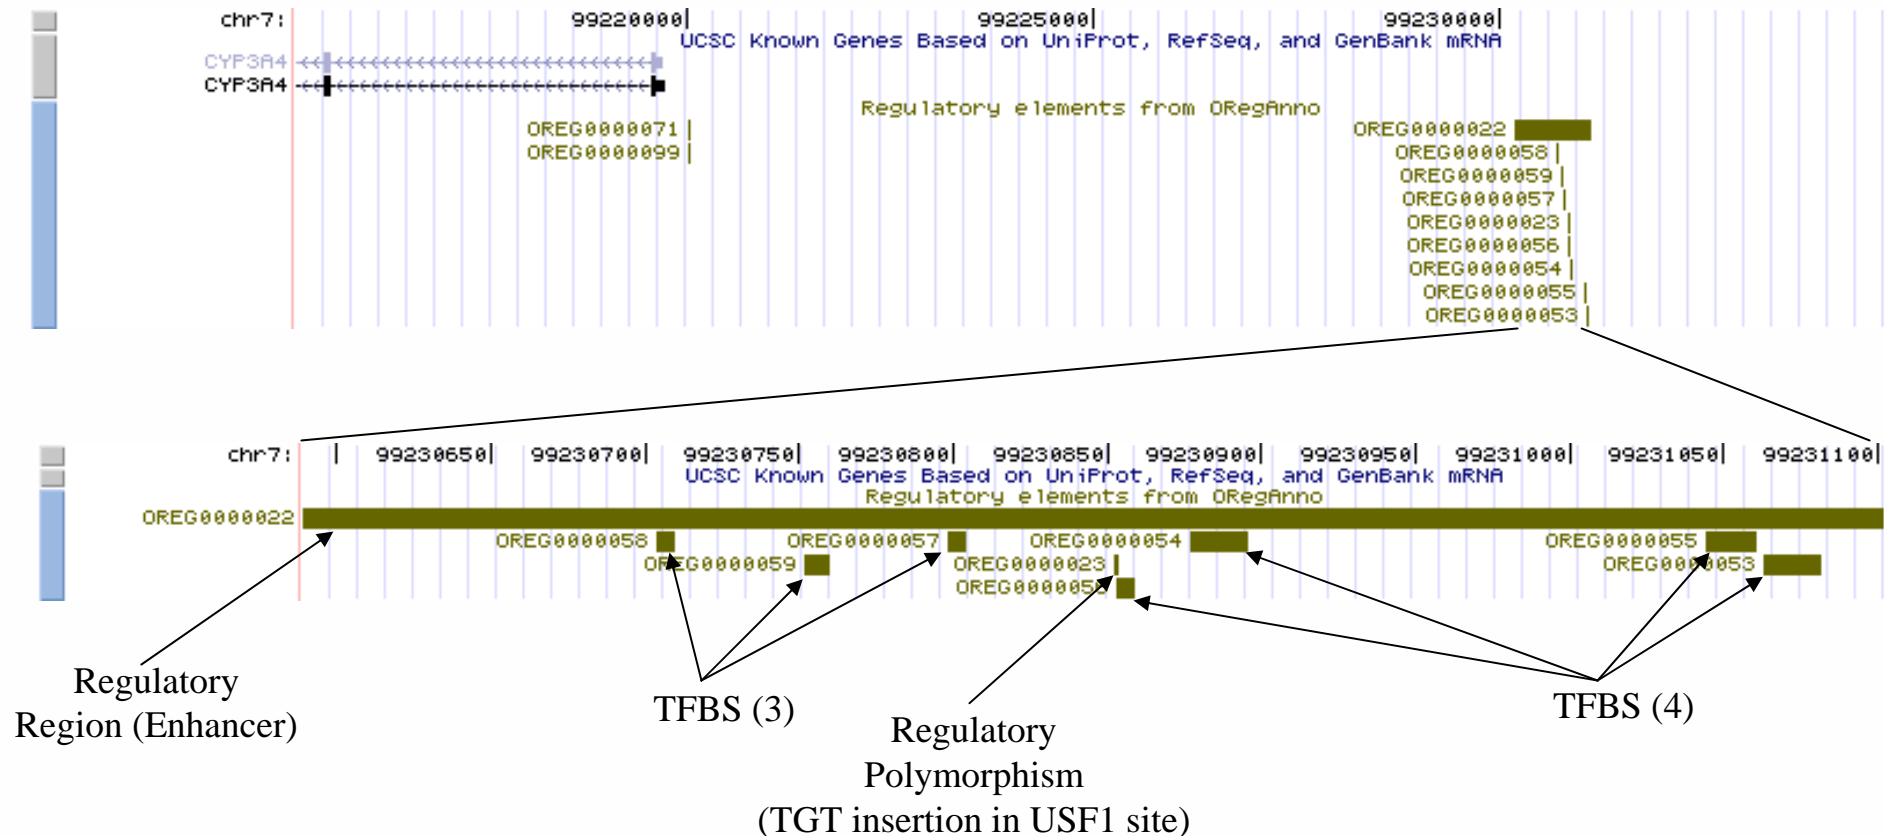 chr7: 99220000| 99225000| 99230000|
UCSC Known Genes Based on UniProt, RefSeq, and GenBank mRNA
CYP3A4
CYP3A4
Regulatory elements from ORegAnno
OREG0000071
OREG0000022
OREG0000099
OREG0000058
OREG0000059
OREG0000057
OREG0000023
OREG0000056
OREG0000054
OREG0000055
OREG0000053
chr7: | 99230650| 99230700| 99230750| 99230800| 99230850| 99230900| 99230950| 99231000| 99231050| 99231100|
UCSC Known Genes Based on UniProt, RefSeq, and GenBank mRNA
Regulatory elements from ORegAnno
OREG0000022
OREG0000058 OREG0000057 OREG0000054 OREG0000055
OREG0000059 OREG0000023 OREG0000053
OREG0000056
Regulatory
Region (Enhancer)
TFBS (3)
Regulatory
Polymorphism
(TGT insertion in USF1 site)
TFBS (4)